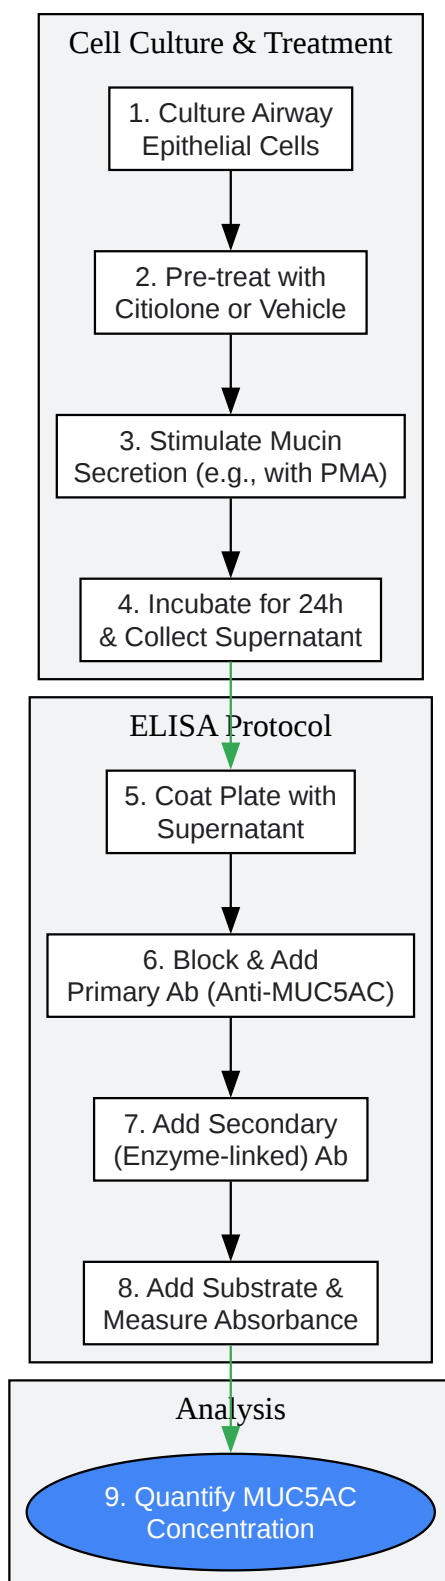 Cell Culture & Treatment
1. Culture Airway
Epithelial Cells
2. Pre-treat with
Citiolone or Vehicle
3. Stimulate Mucin
Secretion (e.g., with PMA)
4. Incubate for 24h
& Collect Supernatant
ELISA Protocol
5. Coat Plate with
Supernatant
6. Block & Add
Primary Ab (Anti-MUC5AC)
7. Add Secondary
(Enzyme-linked) Ab
8. Add Substrate &
Measure Absorbance
Analysis
9. Quantify MUC5AC
Concentration